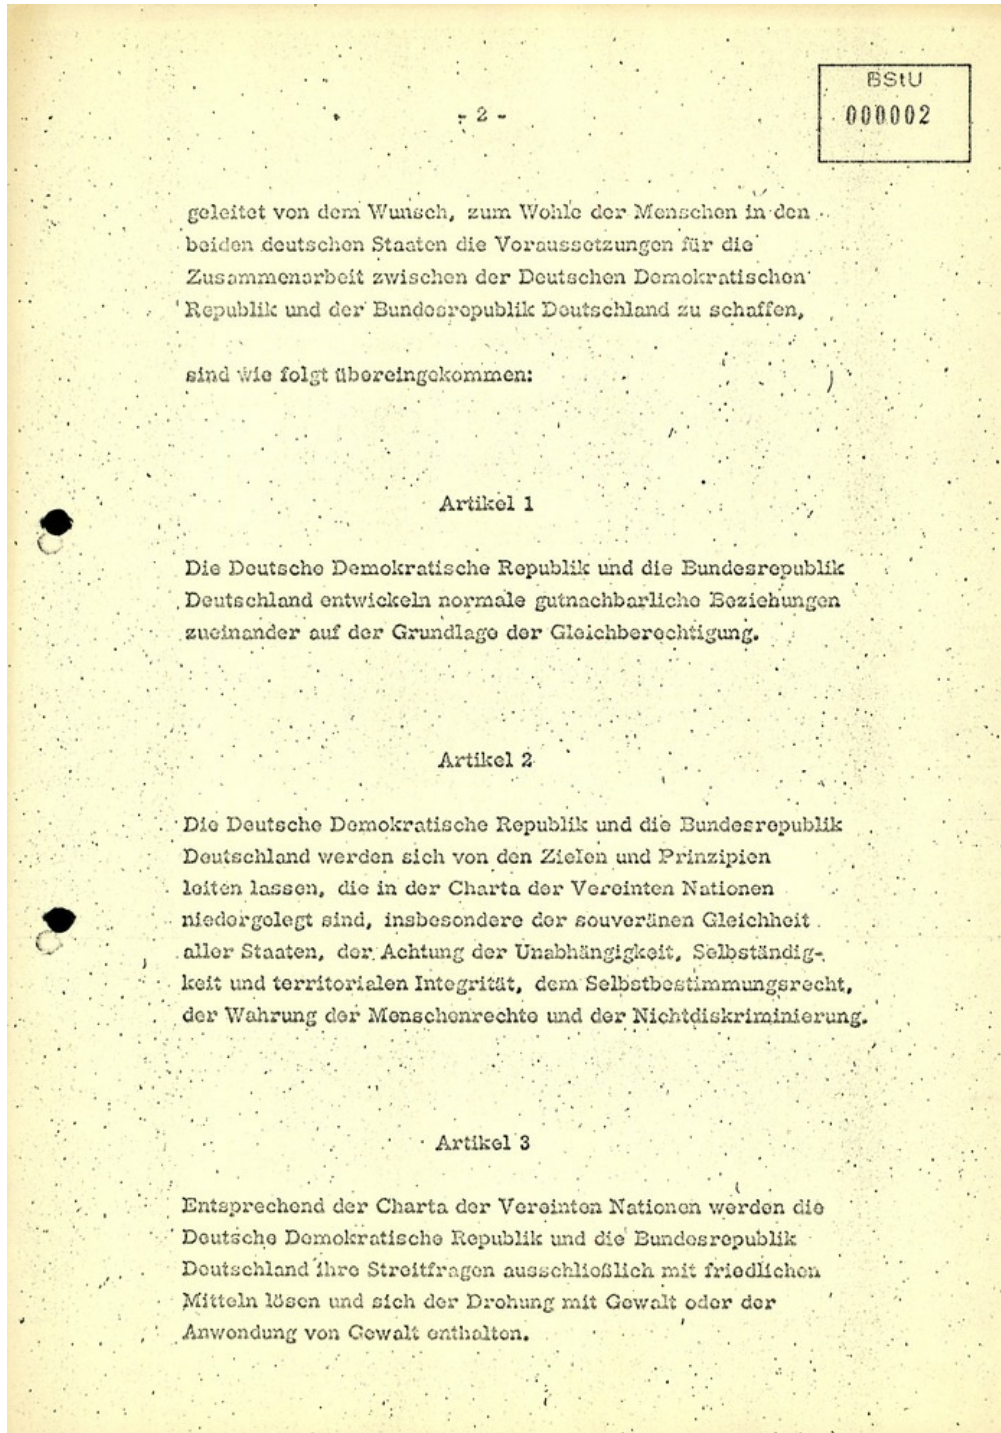 BStU
000002
- 2 -
geleitet von dem Wunsch, zum Wohle der Menschen in den
beiden deutschen Staaten die Voraussetzungen für die
Zusammenarbeit zwischen der Deutschen Demokratischen
Republik und der Bundesrepublik Deutschland zu schaffen,
sind wie folgt übereingekommen:
Artikel 1
Die Deutsche Demokratische Republik und die Bundesrepublik
Deutschland entwickeln normale gutnachbarliche Beziehungen
zueinander auf der Grundlage der Gleichberechtigung.
Artikel 2
Die Deutsche Demokratische Republik und die Bundesrepublik
Deutschland werden sich von den Zielen und Prinzipien
leiten lassen, die in der Charta der Vereinten Nationen
niedergelegt sind, insbesondere der souveränen Gleichheit
aller Staaten, der Achtung der Unabhängigkeit, Selbständig-
keit und territorialen Integrität, dem Selbstbestimmungsrecht,
der Wahrung der Menschenrechte und der Nichtdiskriminierung.
Artikel 3
Entsprechend der Charta der Vereinten Nationen werden die
Deutsche Demokratische Republik und die Bundesrepublik
Deutschland ihre Streitfragen ausschließlich mit friedlichen
Mitteln lösen und sich der Drohung mit Gewalt oder der
Anwendung von Gewalt enthalten.